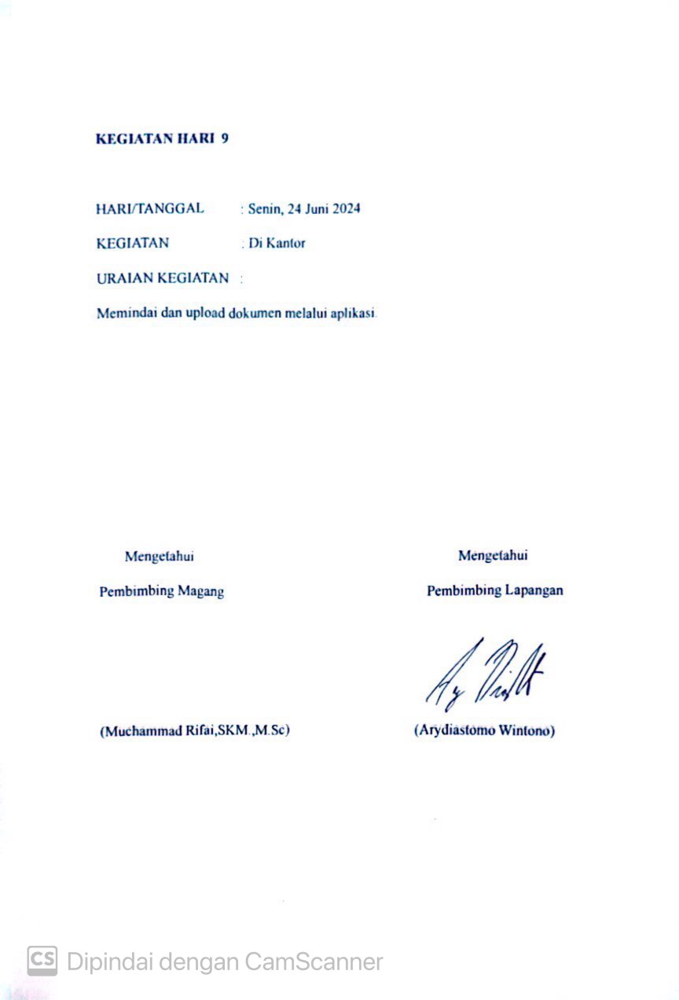 KEGIATAN HARI 9
HARI/TANGGAL : Senin, 24 Juni 2024
KEGIATAN : Di Kantor
URAIAN KEGIATAN :
Memindai dan upload dokumen melalui aplikasi.
Mengetahui Mengetahui
Pembimbing Magang Pembimbing Lapangan
(Muchammad Rifai,SKM.,M.Sc) (Arydiastomo Wintono)
CS Dipindai dengan CamScanner